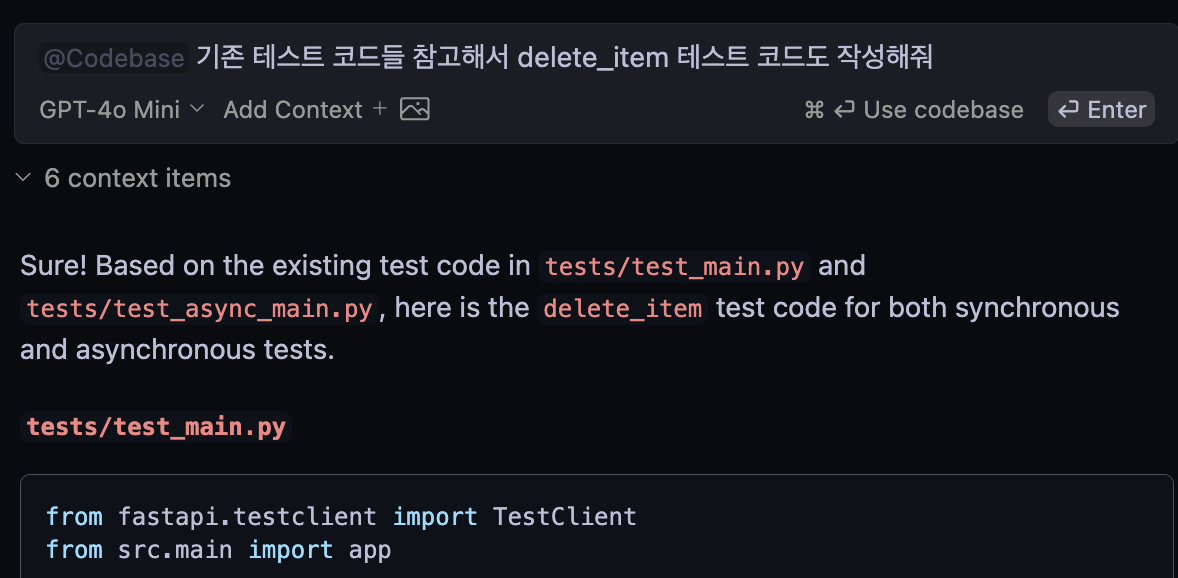 @Codebase 기존 테스트 코드들 참고해서 delete_item 테스트 코드도 작성해줘
GPT-4o Mini Add Context + ⌘ ↵ Use codebase ↵ Enter
6 context items
Sure! Based on the existing test code in tests/test_main.py and
tests/test_async_main.py, here is the delete_item test code for both synchronous
and asynchronous tests.
tests/test_main.py
from fastapi.testclient import TestClient
from src.main import app